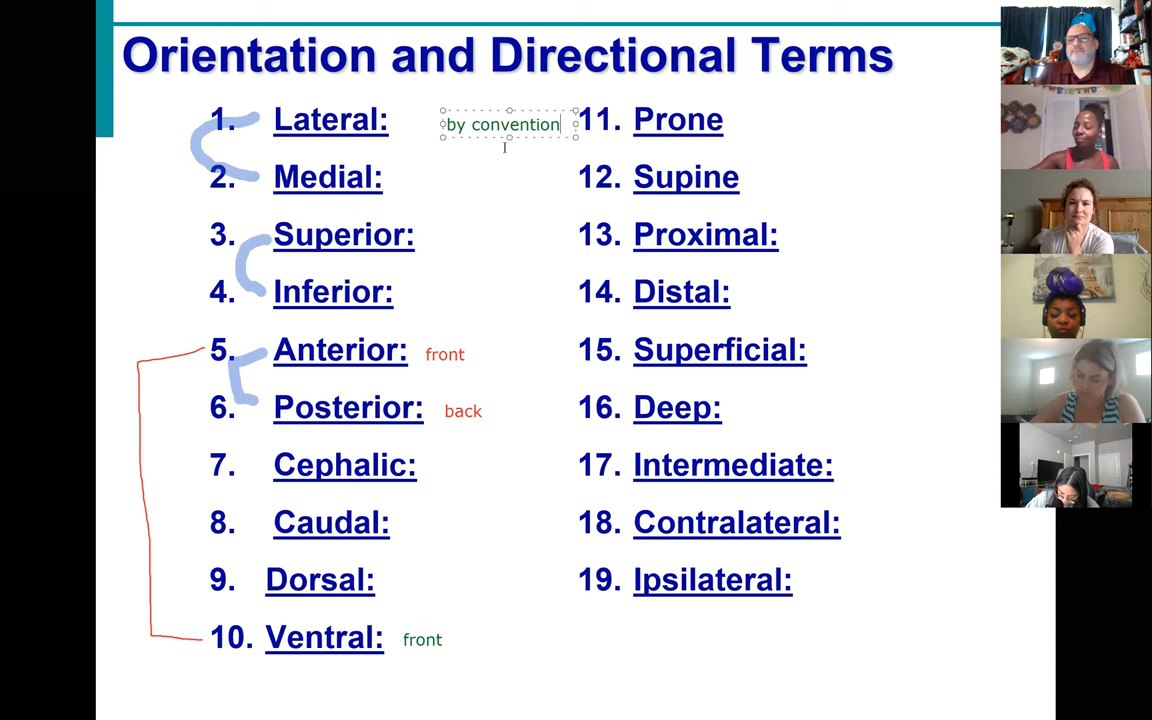 Orientation and Directional Terms
1. Lateral:
by convention
2. Medial:
3. Superior:
4. Inferior:
5. Anterior: front
6. Posterior: back
7. Cephalic:
8. Caudal:
9. Dorsal:
10. Ventral: front
11. Prone
12. Supine
13. Proximal:
14. Distal:
15. Superficial:
16. Deep:
17. Intermediate:
18. Contralateral:
19. Ipsilateral: